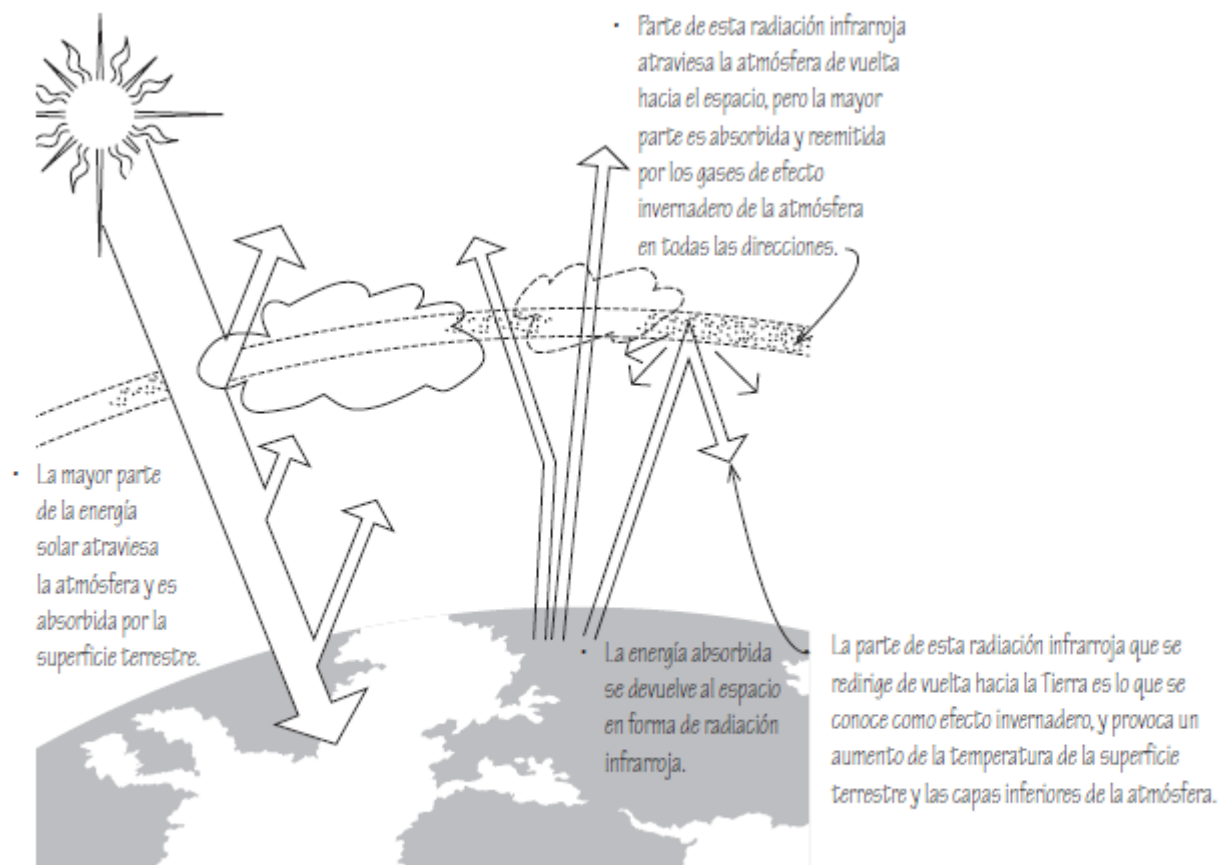 • Parte de esta radiación infrarroja
atraviesa la atmósfera de vuelta
hacia el espacio, pero la mayor
parte es absorbida y reemitida
por los gases de efecto
invernadero de la atmósfera
en todas las direcciones.
• La mayor parte
de la energía
solar atraviesa
la atmósfera y es
absorbida por la
superficie terrestre.
• La energía absorbida
se devuelve al espacio
en forma de radiación
infrarroja.
• La parte de esta radiación infrarroja que se
redirige de vuelta hacia la Tierra es lo que se
conoce como efecto invernadero, y provoca un
aumento de la temperatura de la superficie
terrestre y las capas inferiores de la atmósfera.